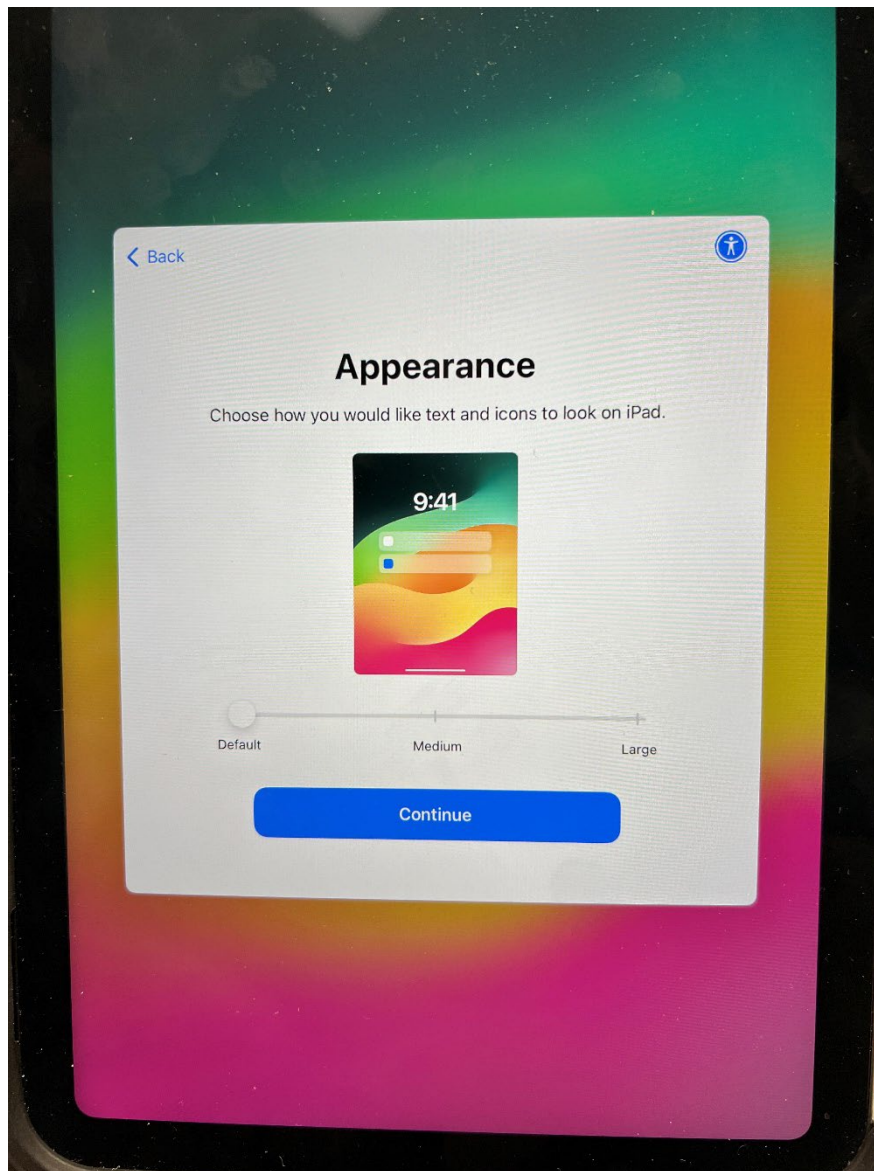 Back
Appearance
Choose how you would like text and icons to look on iPad.
9:41
Default
Medium
Large
Continue